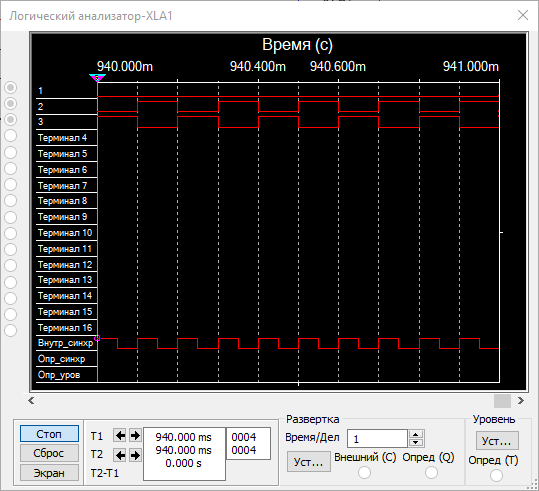 Логический анализатор-XLA1
Время (с)
940.000m 940.400m 940.600m 941.000m
1
2
3
Терминал 4
Терминал 5
Терминал 6
Терминал 7
Терминал 8
Терминал 9
Терминал 10
Терминал 11
Терминал 12
Терминал 13
Терминал 14
Терминал 15
Терминал 16
Внутр_синхр
Опр_синхр
Опр_уров
Стоп
Сброс
Экран
T1 940.000 ms 0004
T2 940.000 ms 0004
T2-T1 0.000 s
Развертка
Время/Дел 1
Уст...
Внешний (C) Опред (Q)
Уровень
Уст...
Опред (T)